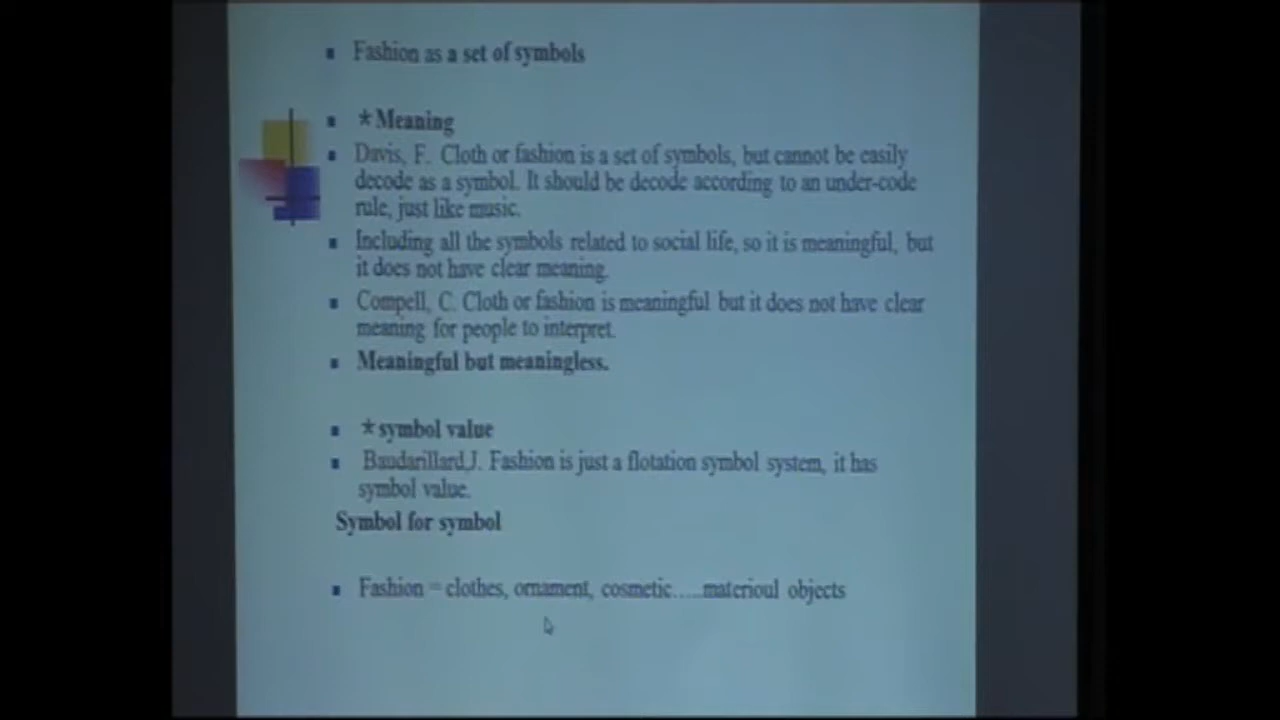 Fashion as a set of symbols
*Meaning
Davis, F. Cloth or fashion is a set of symbols, but cannot be easily
decode as a symbol. It should be decode according to an under-code
rule, just like music.
Including all the symbols related to social life, so it is meaningful, but
it does not have clear meaning.
Compell, C. Cloth or fashion is meaningful but it does not have clear
meaning for people to interpret.
Meaningful but meaningless.
*symbol value
Baudarillard,J. Fashion is just a flotation symbol system, it has
symbol value.
Symbol for symbol
Fashion = clothes, ornament, cosmetic.....materioul objects